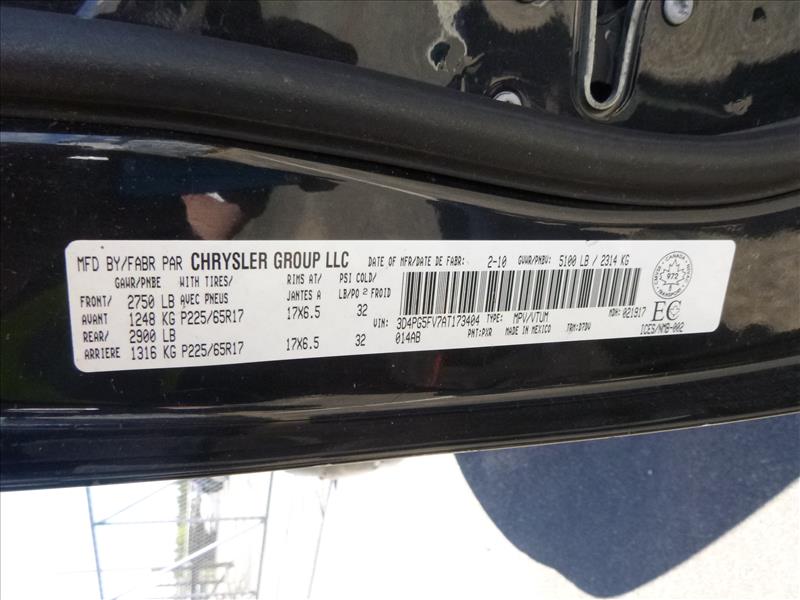 MFD BY/FABR PAR CHRYSLER GROUP LLC DATE OF MFR/DATE DE FABR: 2-10 GVWR/PNBV: 5100 LB / 2314 KG
GAWR/PNBE WITH TIRES/ RIMS AT/ PSI COLD/
FRONT/ 2750 LB AVEC PNEUS JANTES A LB/PO² FROID
AVANT 1248 KG P225/65R17 17X6.5 32
REAR/ 2900 LB
ARRIERE 1316 KG P225/65R17 17X6.5 32
VIN: 3D4PG5FV7AT173404 TYPE: MPV/VTUM MDH: 021917
014AB PNT: PXR MADE IN MEXICO TRM: D7DV
CANADA
972
EC
ICES/NMB-002